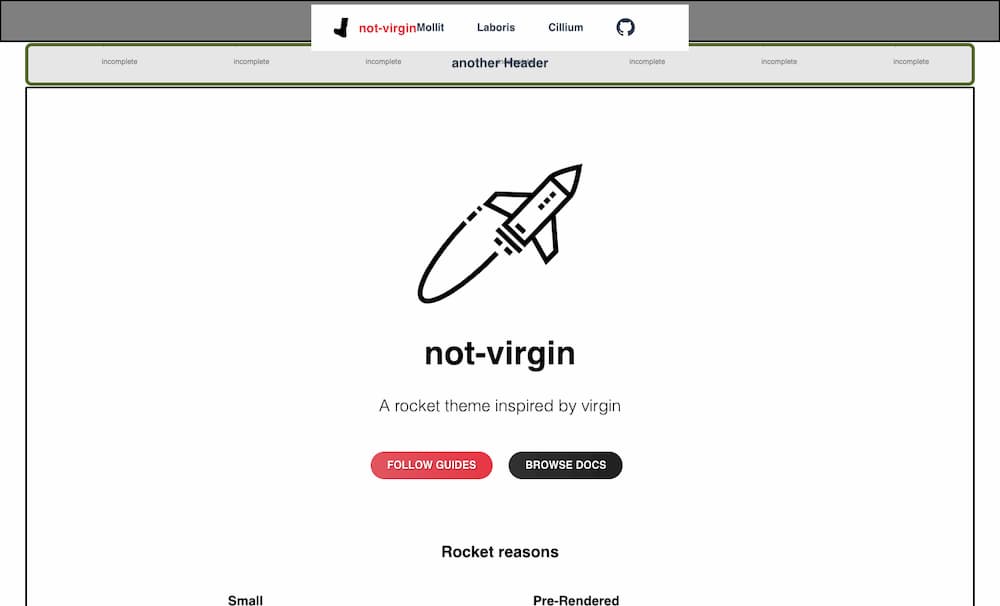 not-virgin Mollit Laboris Cillium
incomplete incomplete incomplete another Header incomplete incomplete incomplete
not-virgin
A rocket theme inspired by virgin
FOLLOW GUIDES BROWSE DOCS
Rocket reasons
Small Pre-Rendered